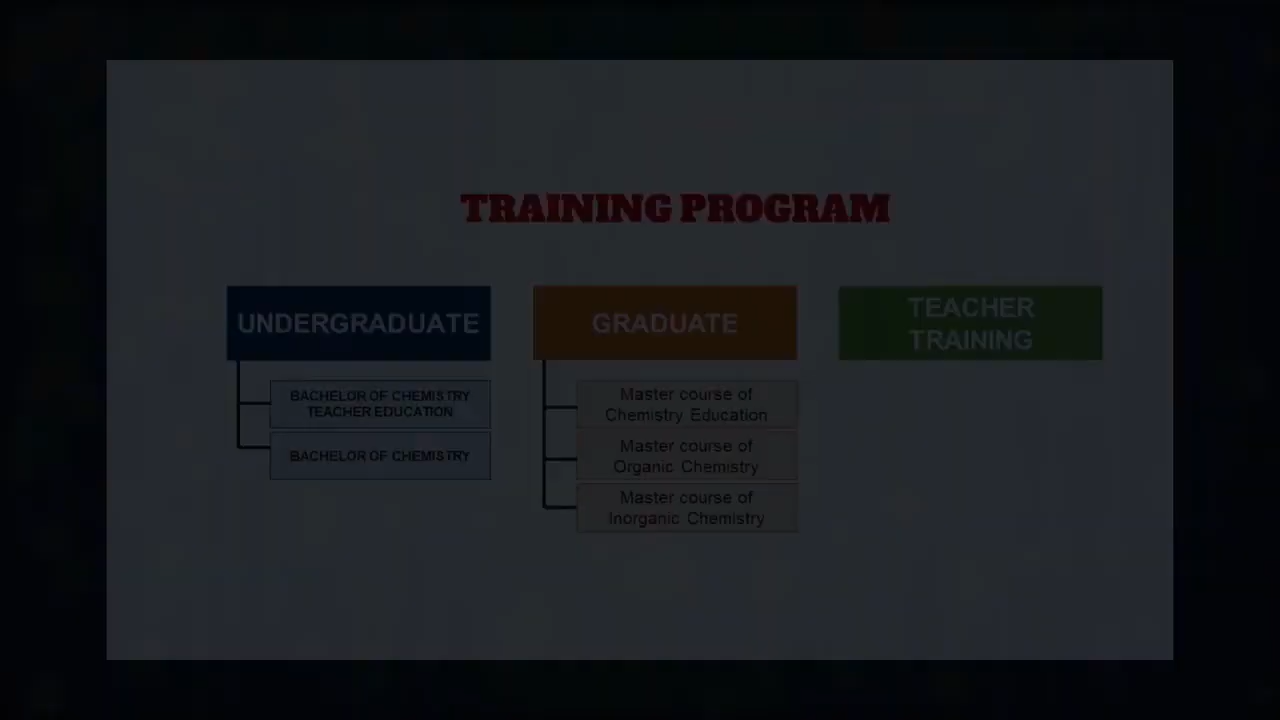 TRAINING PROGRAM
UNDERGRADUATE
BACHELOR OF CHEMISTRY
TEACHER EDUCATION
BACHELOR OF CHEMISTRY
GRADUATE
Master course of
Chemistry Education
Master course of
Organic Chemistry
Master course of
Inorganic Chemistry
TEACHER
TRAINING